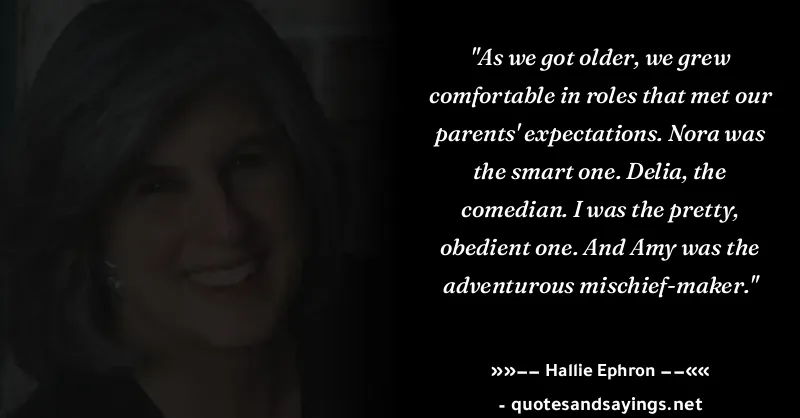 "As we got older, we grew
comfortable in roles that met our
parents' expectations. Nora was
the smart one. Delia, the
comedian. I was the pretty,
obedient one. And Amy was the
adventurous mischief-maker."
»»–– Hallie Ephron ––««
- quotesandsayings.net